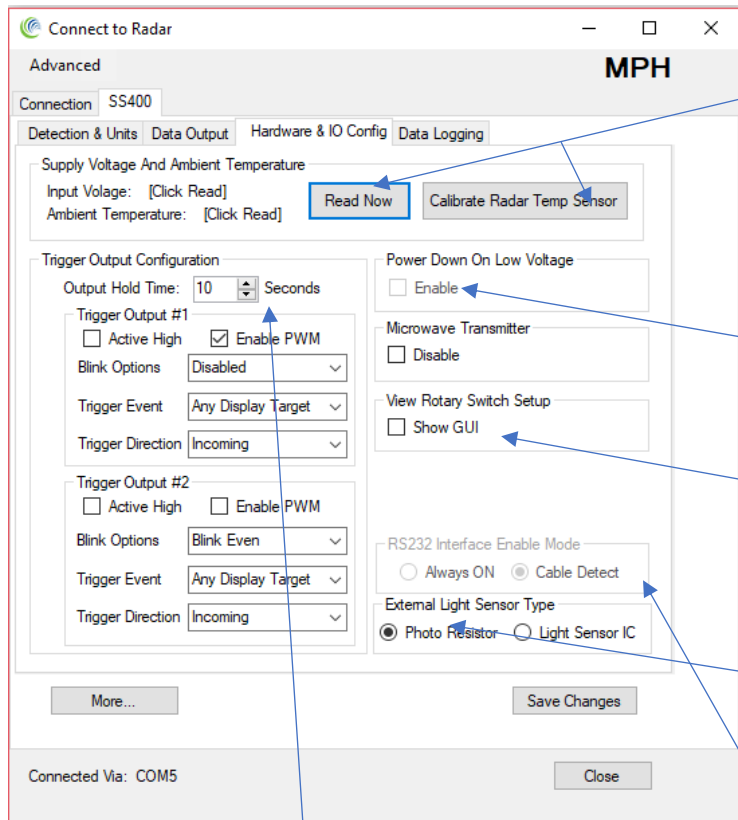 Connect to Radar
Advanced
MPH
Connection SS400
Detection & Units Data Output Hardware & IO Config Data Logging
Supply Voltage And Ambient Temperature
Input Volage: [Click Read]
Ambient Temperature: [Click Read]
Read Now
Calibrate Radar Temp Sensor
Trigger Output Configuration
Output Hold Time: 10 Seconds
Trigger Output #1
Active High Enable PWM
Blink Options Disabled
Trigger Event Any Display Target
Trigger Direction Incoming
Trigger Output #2
Active High Enable PWM
Blink Options Blink Even
Trigger Event Any Display Target
Trigger Direction Incoming
Power Down On Low Voltage
Enable
Microwave Transmitter
Disable
View Rotary Switch Setup
Show GUI
RS232 Interface Enable Mode
Always ON Cable Detect
External Light Sensor Type
Photo Resistor Light Sensor IC
More...
Save Changes
Connected Via: COM5
Close